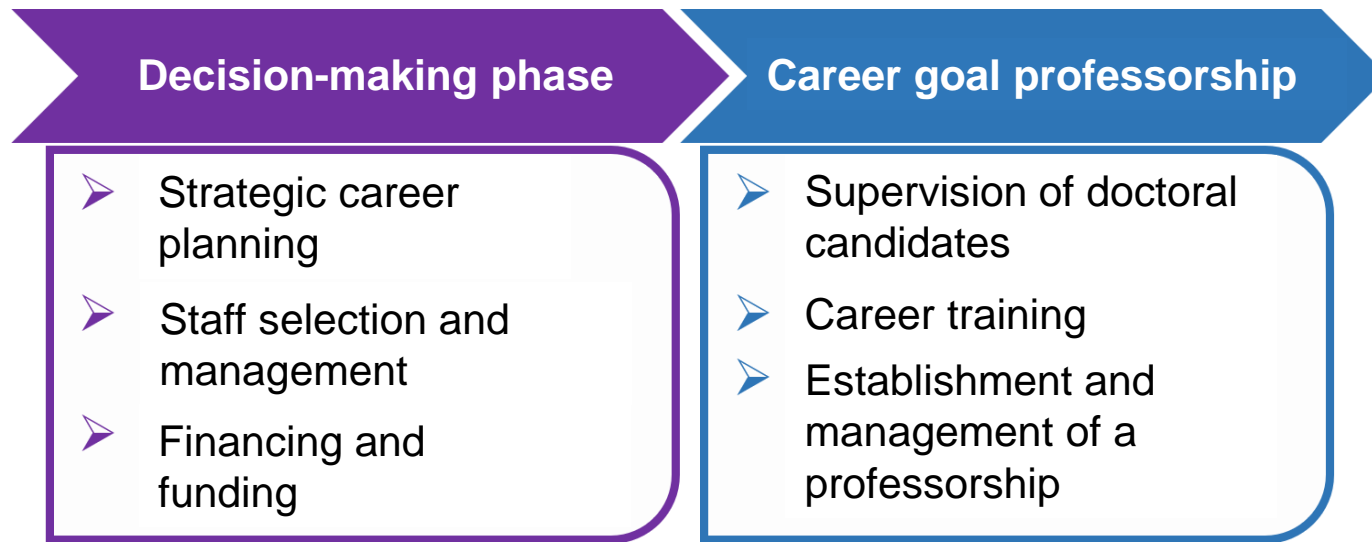 Decision-making phase
Strategic career
planning
Staff selection and
management
Financing and
funding
Career goal professorship
Supervision of doctoral
candidates
Career training
Establishment and
management of a
professorship